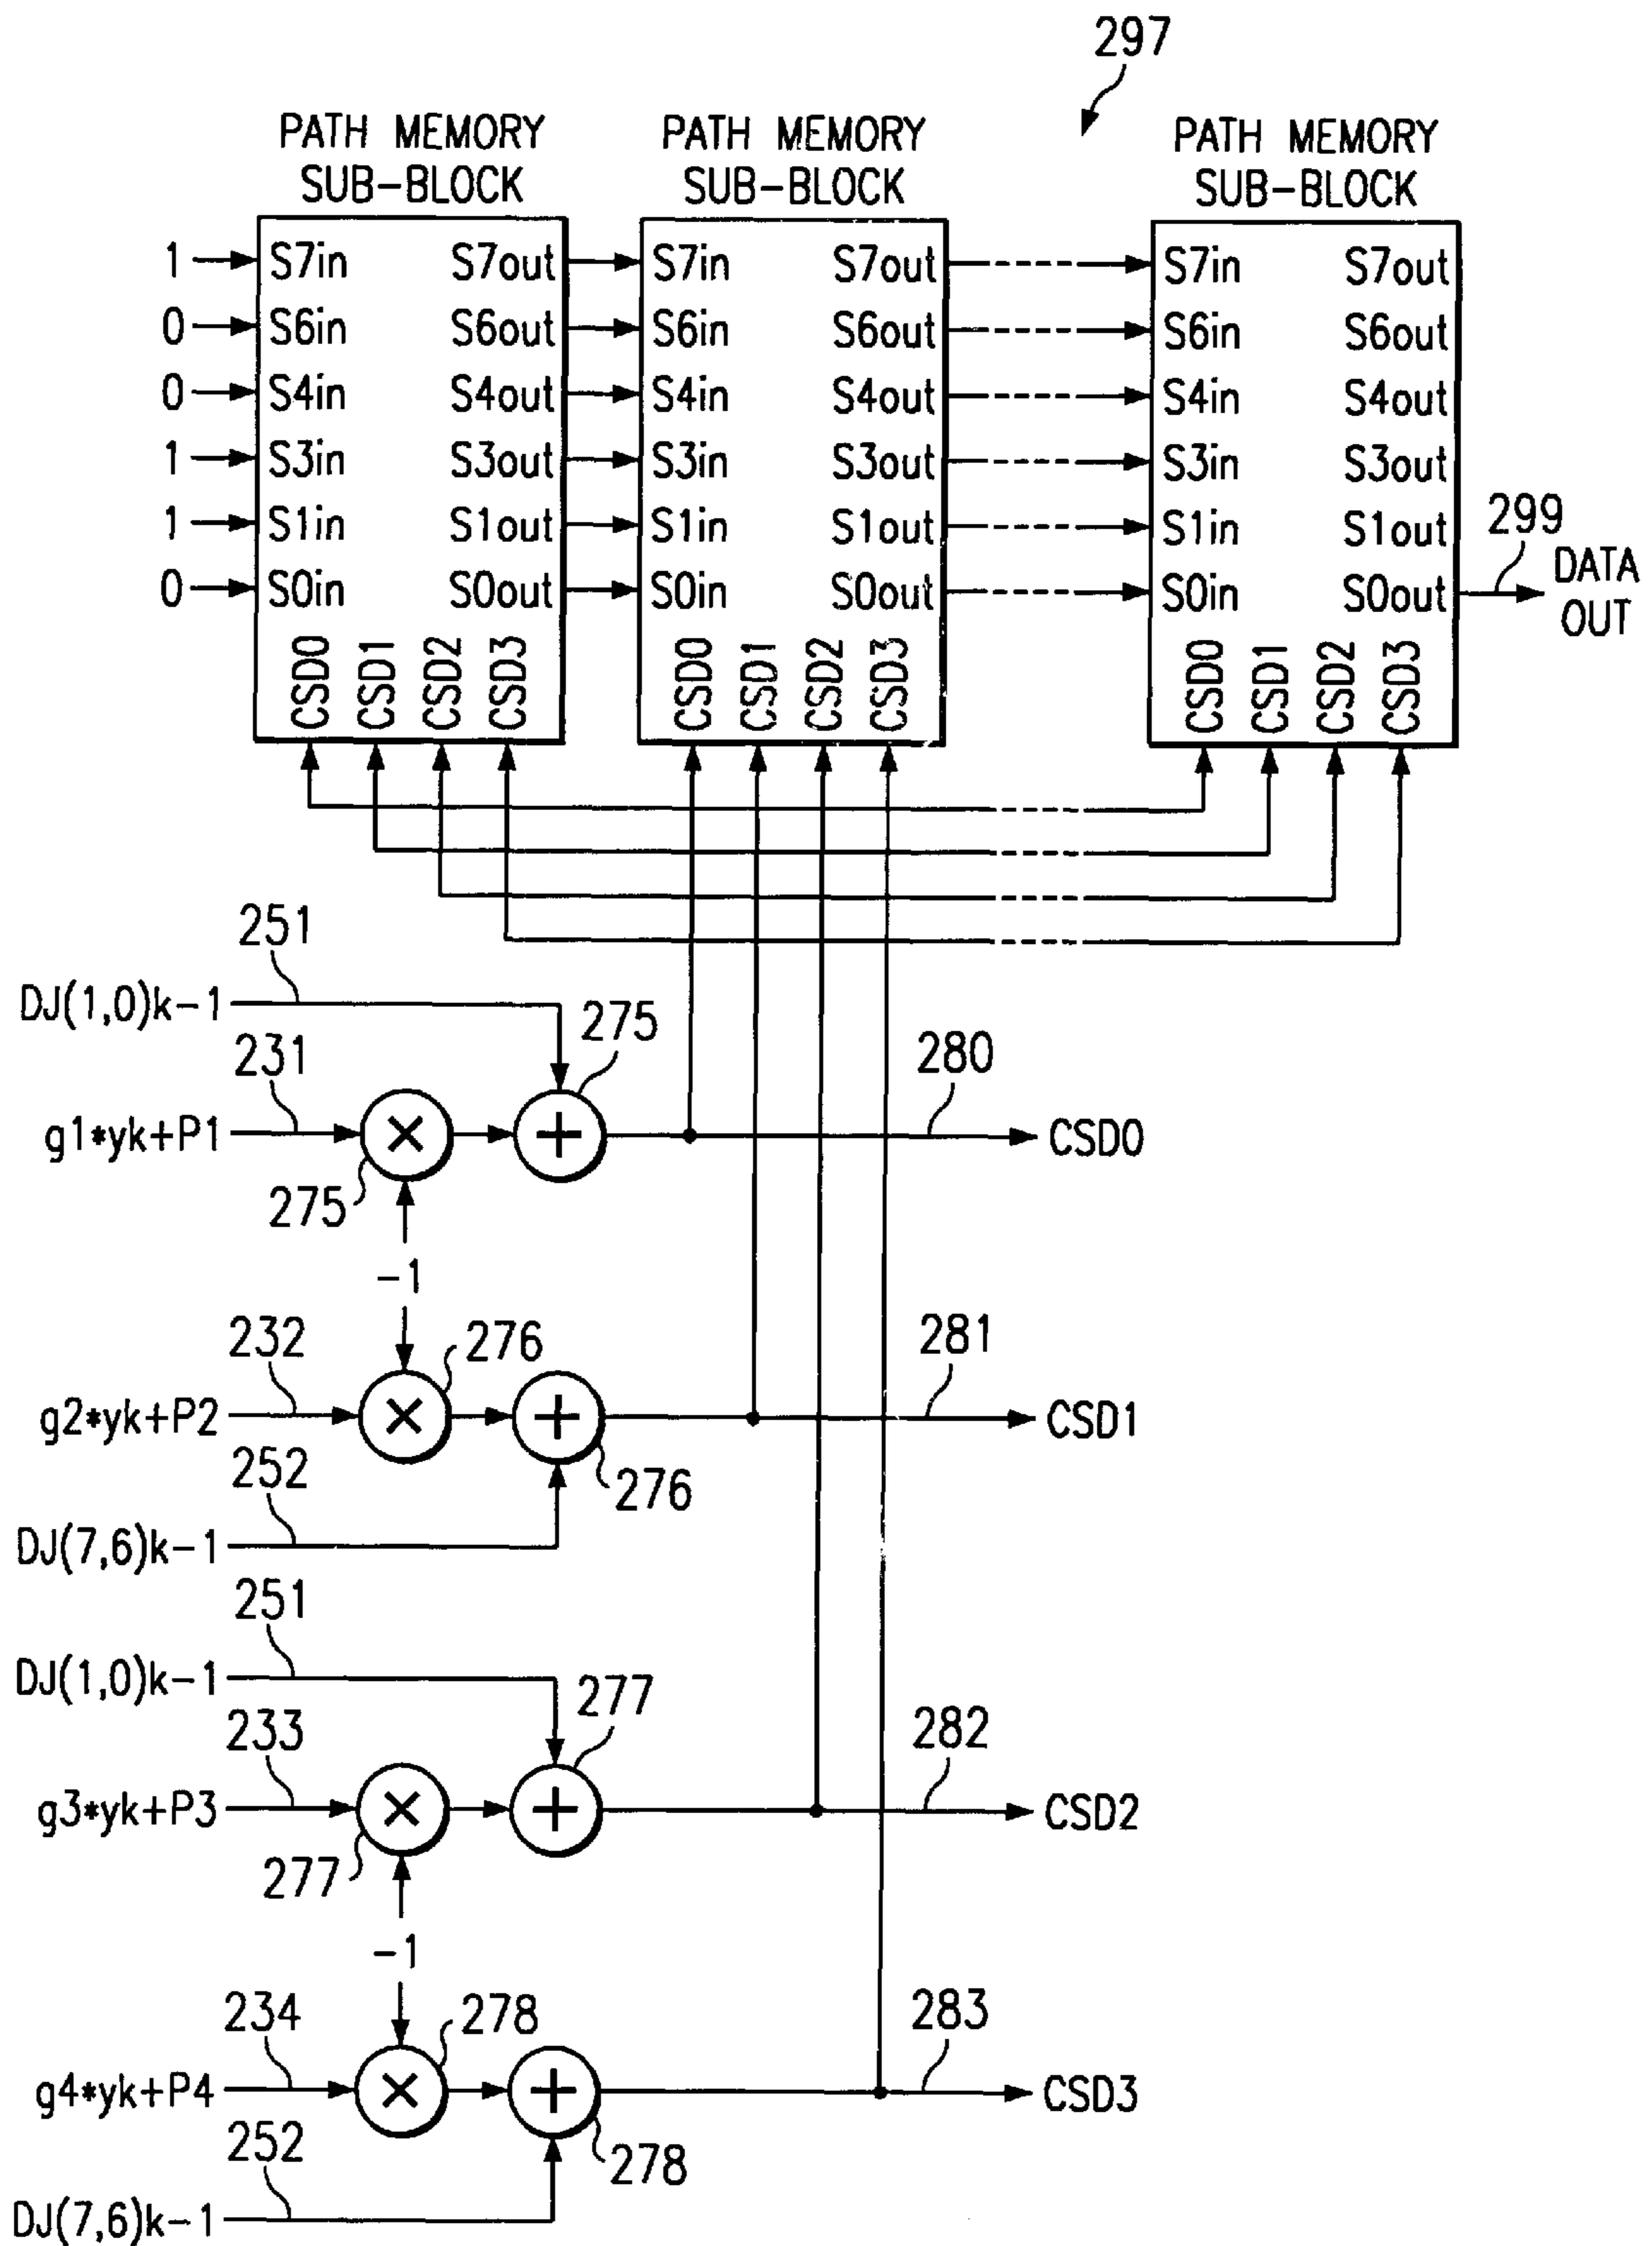 297
PATH MEMORY SUB-BLOCK
PATH MEMORY SUB-BLOCK
PATH MEMORY SUB-BLOCK
1 S7in S7out S7in S7out S7in S7out
0 S6in S6out S6in S6out S6in S6out
0 S4in S4out S4in S4out S4in S4out
1 S3in S3out S3in S3out S3in S3out
1 S1in S1out S1in S1out S1in S1out
0 S0in S0out S0in S0out S0in S0out
299
DATA OUT
CSD0 CSD1 CSD2 CSD3 CSD0 CSD1 CSD2 CSD3 CSD0 CSD1 CSD2 CSD3
251
DJ(1,0)k-1
275
231
280
g1*yk+P1 × + CSD0
275
-1
232
276
281
g2*yk+P2 × + CSD1
252
276
DJ(7,6)k-1
251
DJ(1,0)k-1
277
233
282
g3*yk+P3 × + CSD2
277
-1
234
278
283
g4*yk+P4 × + CSD3
252
278
DJ(7,6)k-1